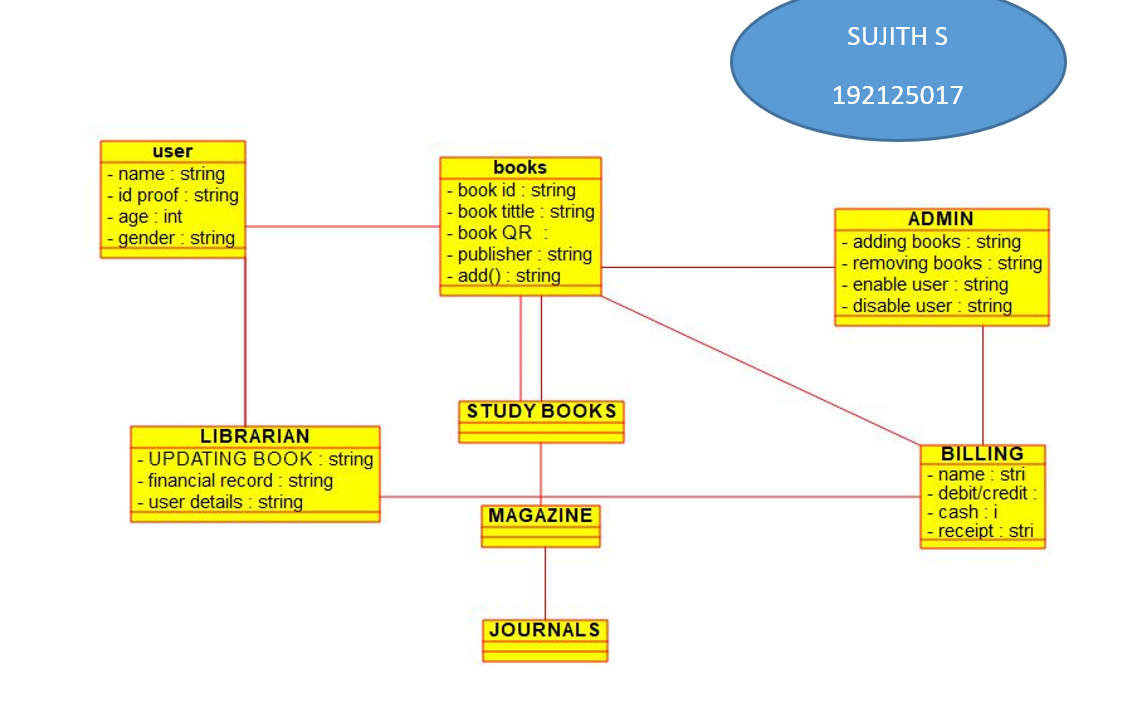 SUJITH S
192125017
user
- name : string
- id proof : string
- age : int
- gender : string
books
- book id : string
- book tittle : string
- book QR :
- publisher : string
- add() : string
ADMIN
- adding books : string
- removing books : string
- enable user : string
- disable user : string
STUDY BOOKS
LIBRARIAN
- UPDATING BOOK : string
- financial record : string
- user details : string
BILLING
- name : stri
- debit/credit :
- cash : i
- receipt : stri
MAGAZINE
JOURNALS